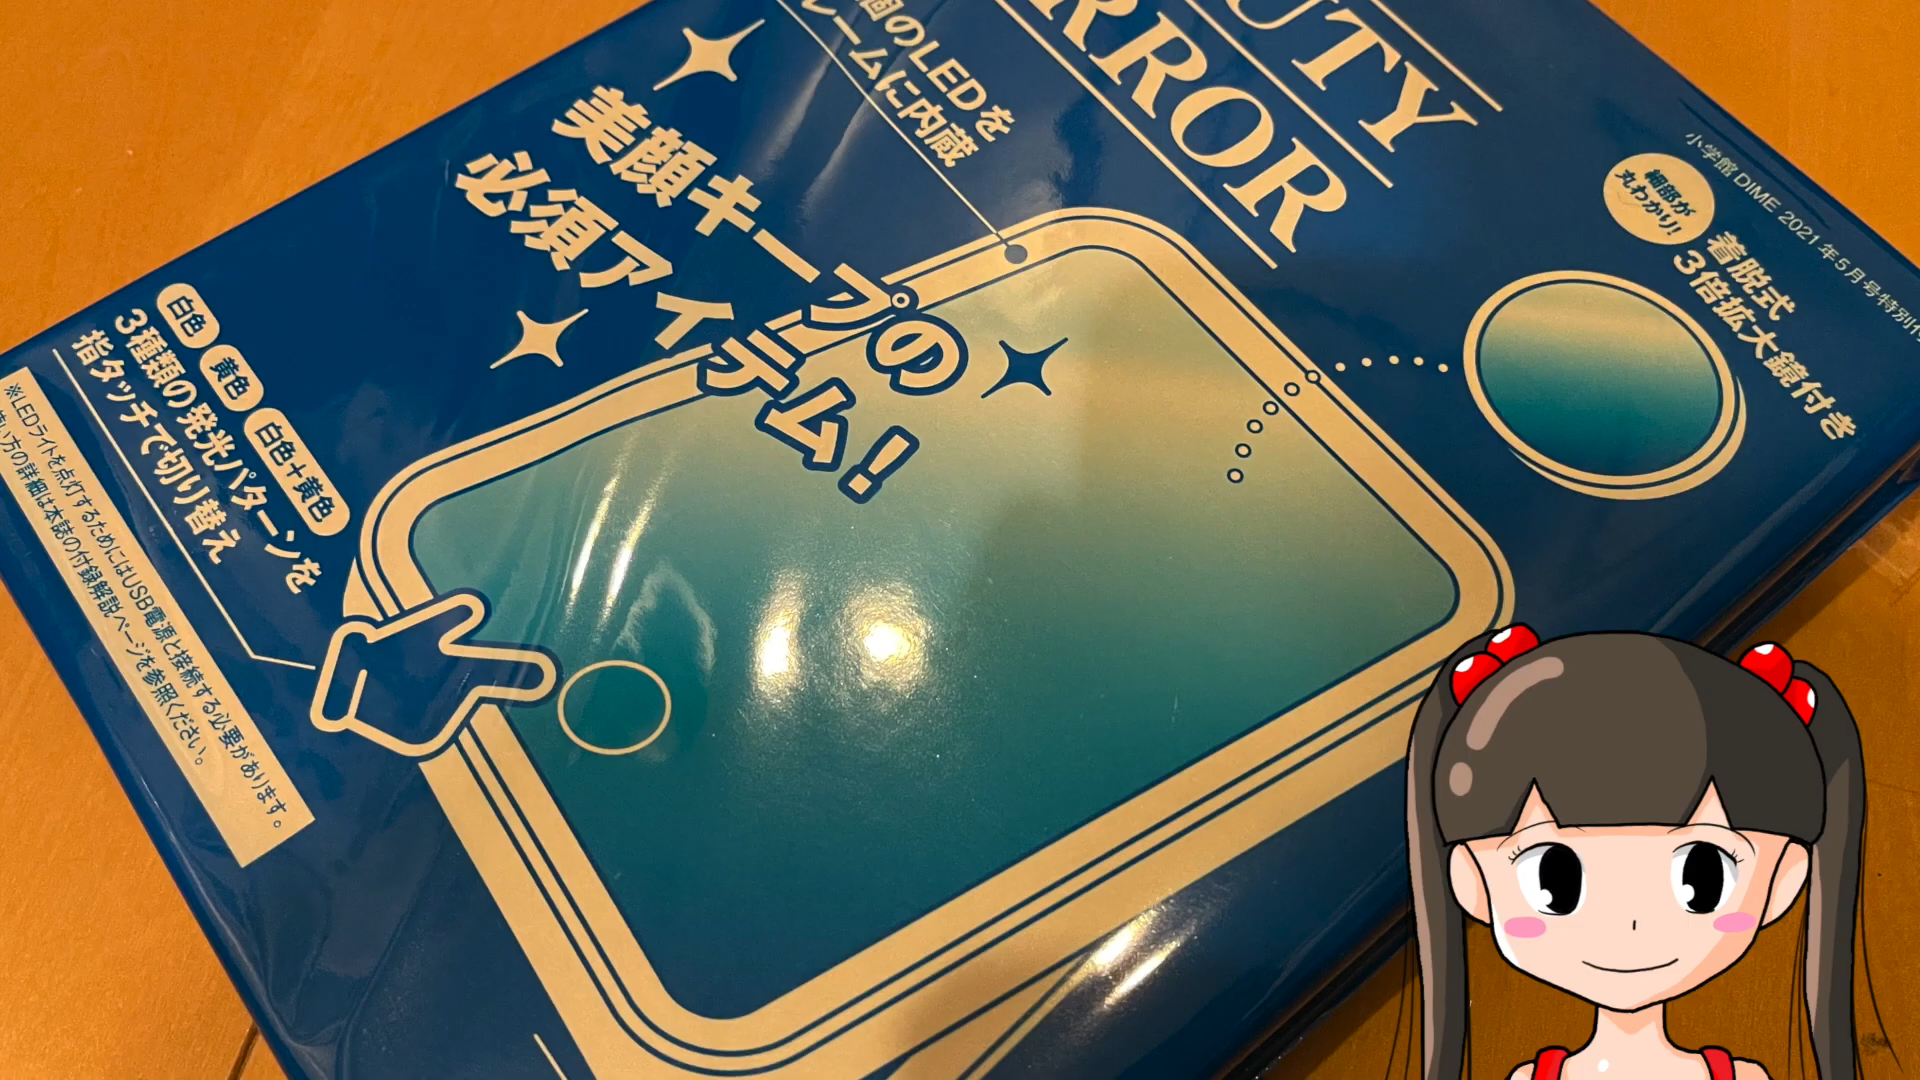 UTY
RROR
個のLEDを
レームに内蔵
美顔キープの
必須アイテム!
小学館 DIME 2021年5月号特別付
細部が
丸わかり!
着脱式
3倍拡大鏡付き
白色 黄色 白色+黄色
3種類の発光パターンを
指タッチで切り替え
※LEDライトを点灯するためにはUSB電源と接続する必要があります。
使い方の詳細は本誌の付録解説ページを参照ください。